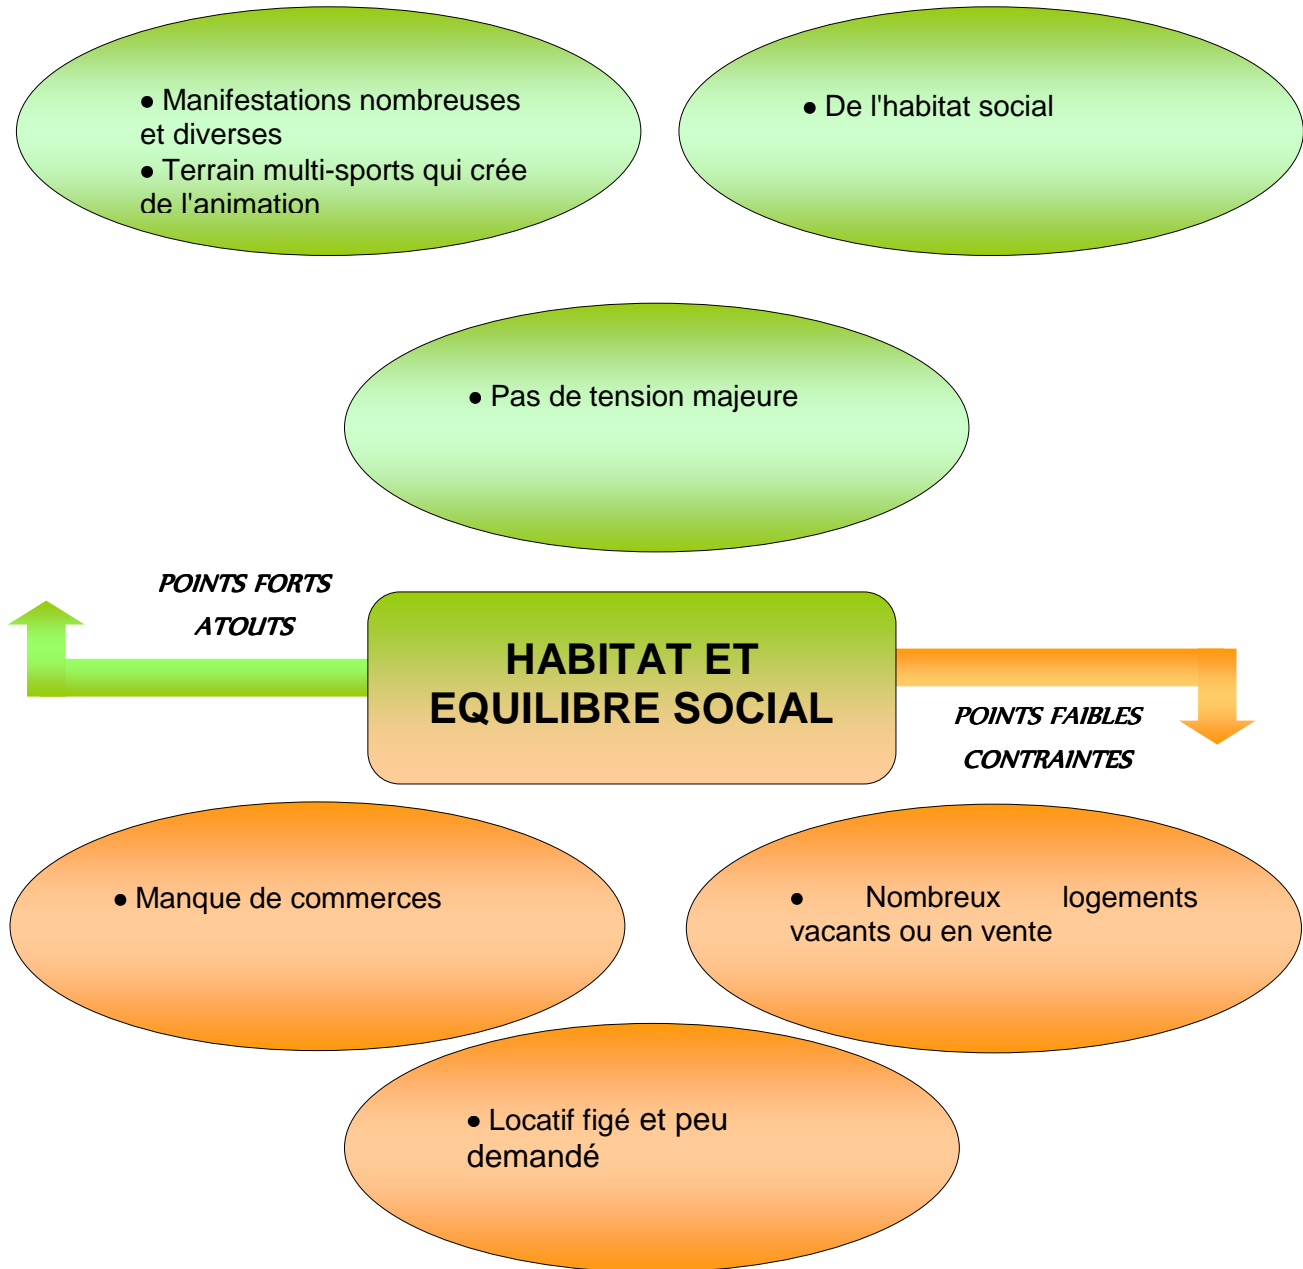 • Manifestations nombreuses
et diverses
• Terrain multi-sports qui crée
de l'animation
• De l'habitat social
• Pas de tension majeure
POINTS FORTS
ATOUTS
HABITAT ET
EQUILIBRE SOCIAL
POINTS FAIBLES
CONTRAINTES
• Manque de commerces
• Nombreux logements
vacants ou en vente
• Locatif figé et peu
demandé